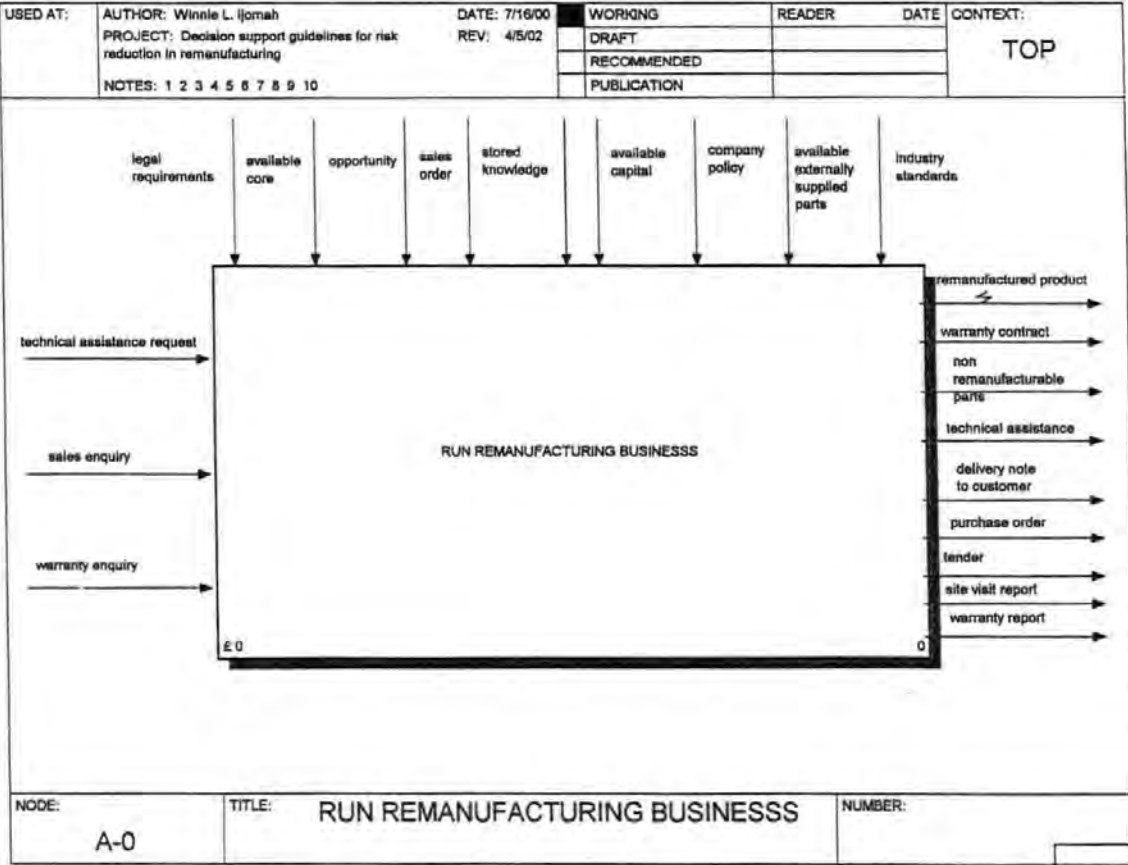 USED AT:
AUTHOR: Winnie L. Ijomah
DATE: 7/16/00
WORKING
READER
DATE
CONTEXT:
PROJECT: Decision support guidelines for risk
REV: 4/5/02
DRAFT
TOP
reduction in remanufacturing
RECOMMENDED
NOTES: 1 2 3 4 5 6 7 8 9 10
PUBLICATION
legal
requirements
available
core
opportunity
sales
order
stored
knowledge
available
capital
company
policy
available
externally
supplied
parts
industry
standards
technical assistance request
sales enquiry
warranty enquiry
RUN REMANUFACTURING BUSINESSS
£ 0
0
remanufactured product
warranty contract
non
remanufacturable
parts
technical assistance
delivery note
to customer
purchase order
tender
site visit report
warranty report
NODE:
A-0
TITLE:
RUN REMANUFACTURING BUSINESSS
NUMBER: